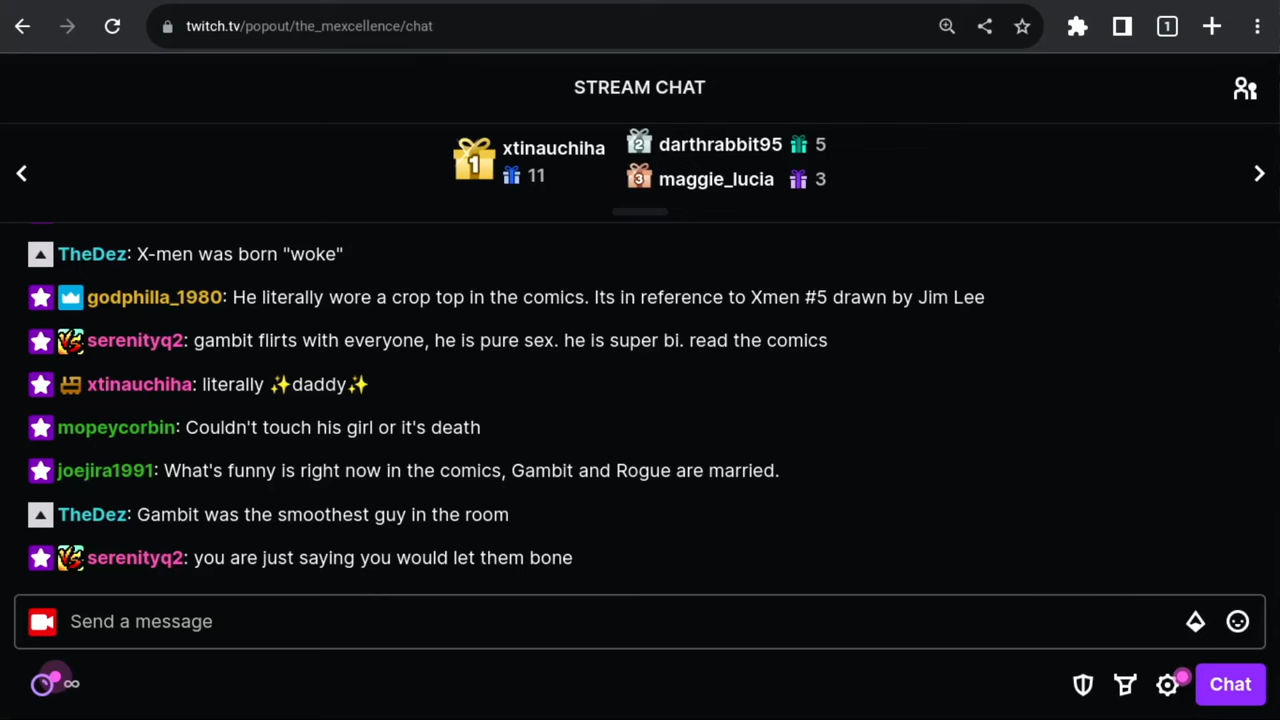 twitch.tv/popout/the_mexcellence/chat
1
STREAM CHAT
1 xtinauchiha 11
2 darthrabbit95 5
3 maggie_lucia 3
TheDez: X-men was born "woke"
godphilla_1980: He literally wore a crop top in the comics. Its in reference to Xmen #5 drawn by Jim Lee
serenityq2: gambit flirts with everyone, he is pure sex. he is super bi. read the comics
xtinauchiha: literally ✨daddy✨
mopeycorbin: Couldn't touch his girl or it's death
joejira1991: What's funny is right now in the comics, Gambit and Rogue are married.
TheDez: Gambit was the smoothest guy in the room
serenityq2: you are just saying you would let them bone
Send a message
∞
Chat